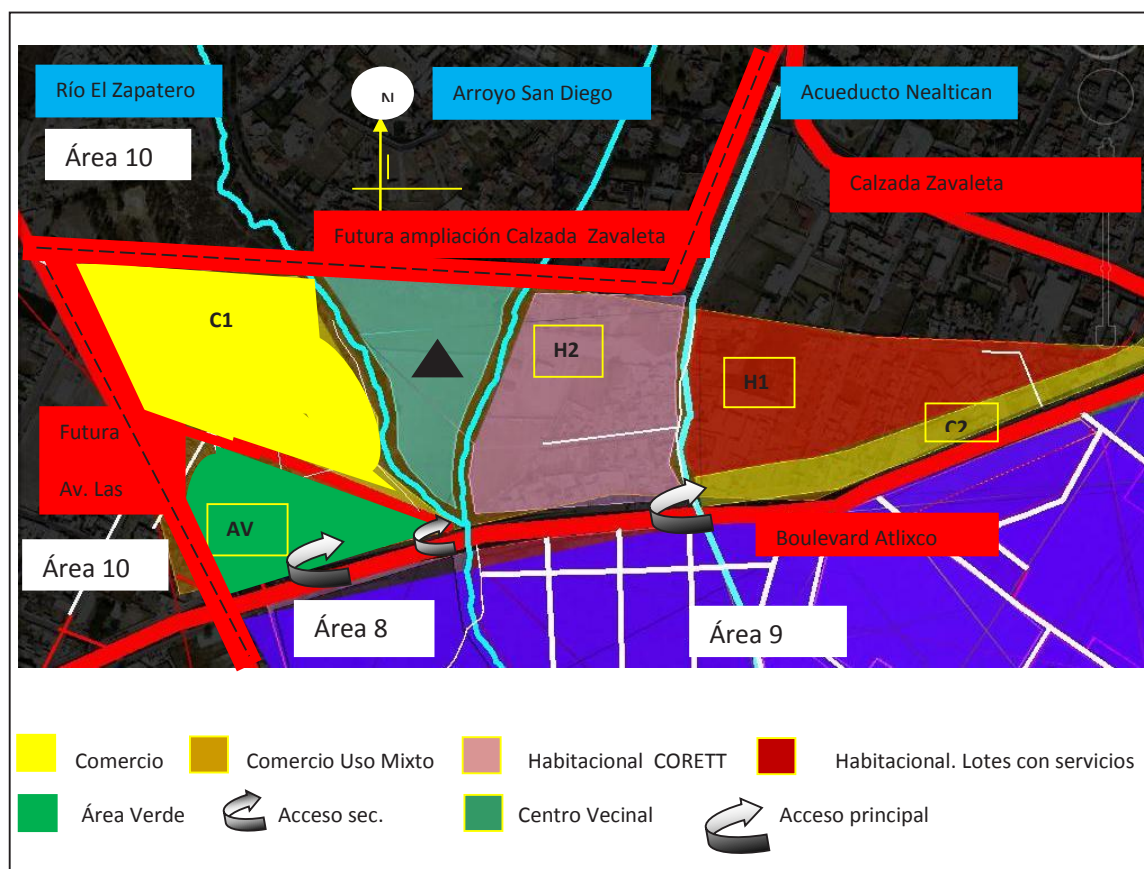 Río El Zapatero
N
Arroyo San Diego
Acueducto Nealtican
Área 10
Calzada Zavaleta
Futura ampliación Calzada Zavaleta
C1
H2
H1
C2
Futura
Av. Las
AV
Boulevard Atlixco
Área 10
Área 8
Área 9
Comercio
Comercio Uso Mixto
Habitacional CORETT
Habitacional. Lotes con servicios
Área Verde
Acceso sec.
Centro Vecinal
Acceso principal